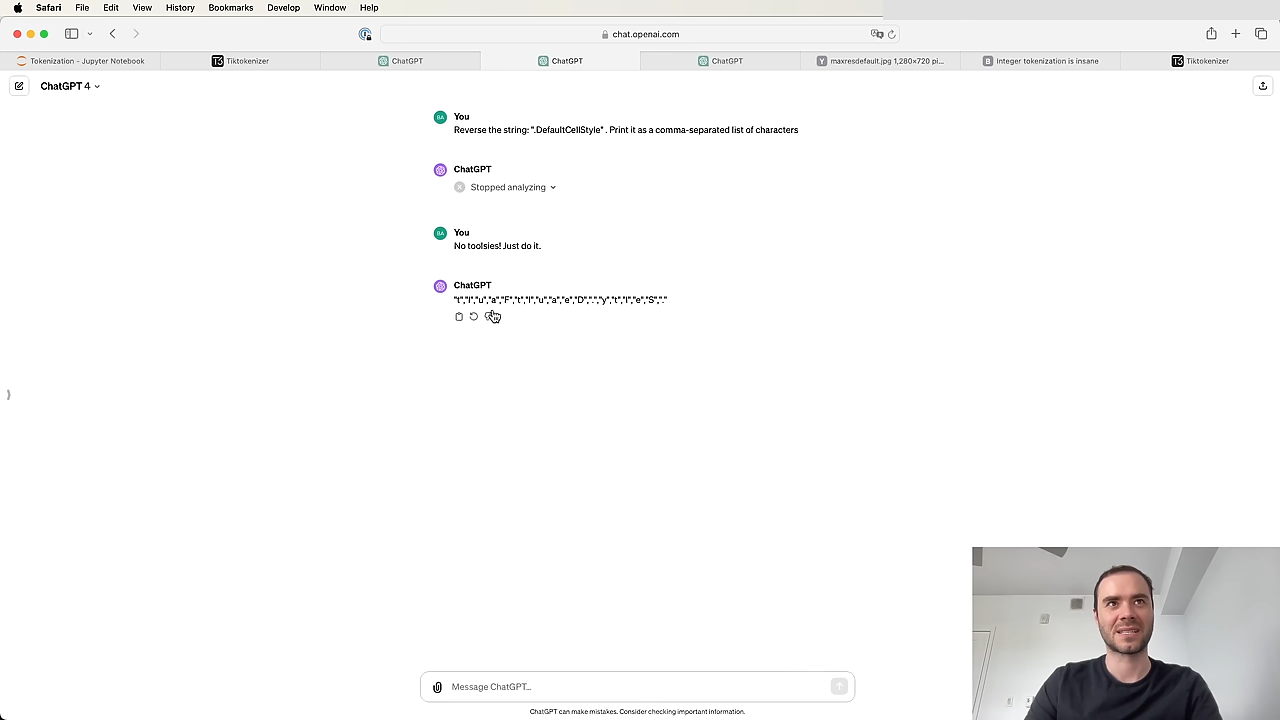 Safari File Edit View History Bookmarks Develop Window Help
chat.openai.com
Tokenization - Jupyter Notebook
Tiktokenizer
ChatGPT
ChatGPT
ChatGPT
maxresdefault.jpg 1,280×720 pi...
Integer tokenization is insane
Tiktokenizer
ChatGPT 4
You
Reverse the string: ".DefaultCellStyle" . Print it as a comma-separated list of characters
ChatGPT
Stopped analyzing
You
No toolsies! Just do it.
ChatGPT
"t","l","u","a","F","t","l","u","a","e","D",".","y","t","l","e","S","."
Message ChatGPT...
ChatGPT can make mistakes. Consider checking important information.